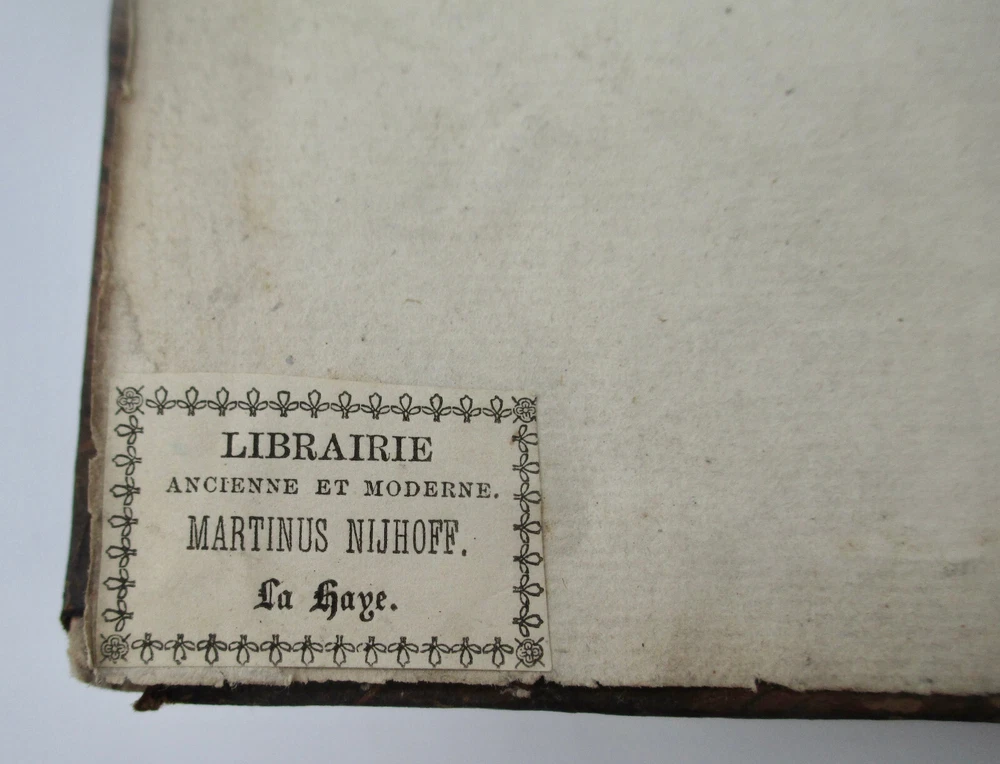 LIBRAIRIE
ANCIENNE ET MODERNE.
MARTINUS NIJHOFF.
La Haye.